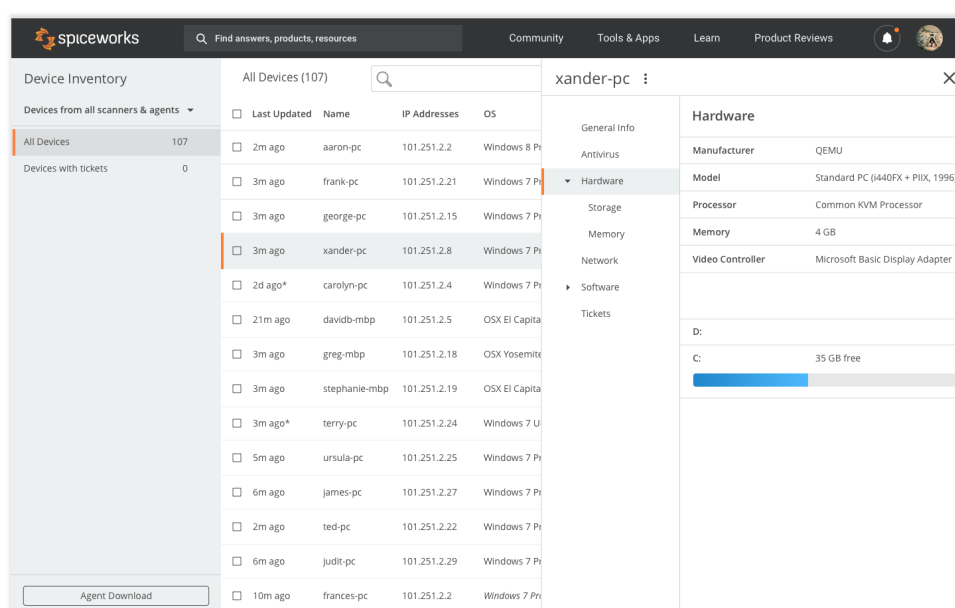 spiceworks
Find answers, products, resources
Community Tools & Apps Learn Product Reviews
Device Inventory
Devices from all scanners & agents
All Devices 107
Devices with tickets 0
Agent Download
All Devices (107)
Last Updated Name IP Addresses OS
2m ago aaron-pc 101.251.2.2 Windows 8 Pr
3m ago frank-pc 101.251.2.21 Windows 7 Pr
3m ago george-pc 101.251.2.15 Windows 7 Pr
3m ago xander-pc 101.251.2.8 Windows 7 Pr
2d ago* carolyn-pc 101.251.2.4 Windows 7 Pr
21m ago davidb-mbp 101.251.2.5 OSX El Capita
3m ago greg-mbp 101.251.2.18 OSX Yosemite
3m ago stephanie-mbp 101.251.2.19 OSX El Capita
3m ago* terry-pc 101.251.2.24 Windows 7 U
5m ago ursula-pc 101.251.2.25 Windows 7 Pr
6m ago james-pc 101.251.2.27 Windows 7 Pr
2m ago ted-pc 101.251.2.22 Windows 7 Pr
6m ago judit-pc 101.251.2.29 Windows 7 Pr
10m ago frances-pc 101.251.2.2 Windows 7 Pro
xander-pc
General Info
Antivirus
Hardware
Storage
Memory
Network
Software
Tickets
Hardware
Manufacturer QEMU
Model Standard PC (i440FX + PIIX, 1996)
Processor Common KVM Processor
Memory 4 GB
Video Controller Microsoft Basic Display Adapter
D:
C: 35 GB free